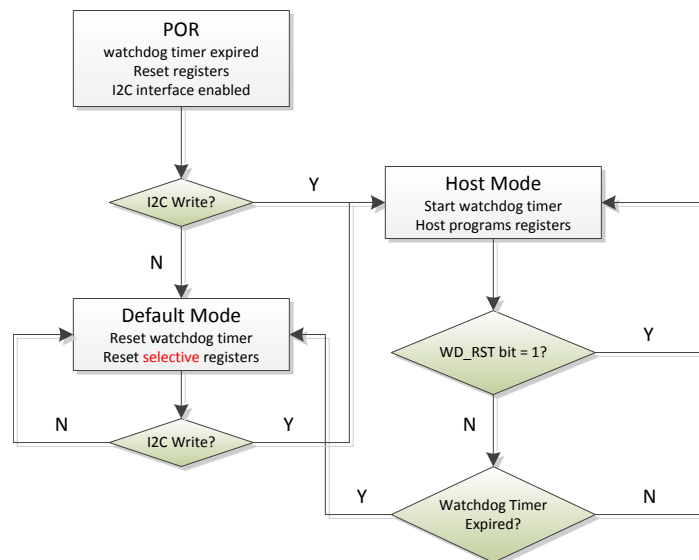 POR
watchdog timer expired
Reset registers
I2C interface enabled
I2C Write?
Y
N
Host Mode
Start watchdog timer
Host programs registers
Default Mode
Reset watchdog timer
Reset selective registers
WD_RST bit = 1?
Y
N
I2C Write?
N
Y
Watchdog Timer
Expired?
Y
N